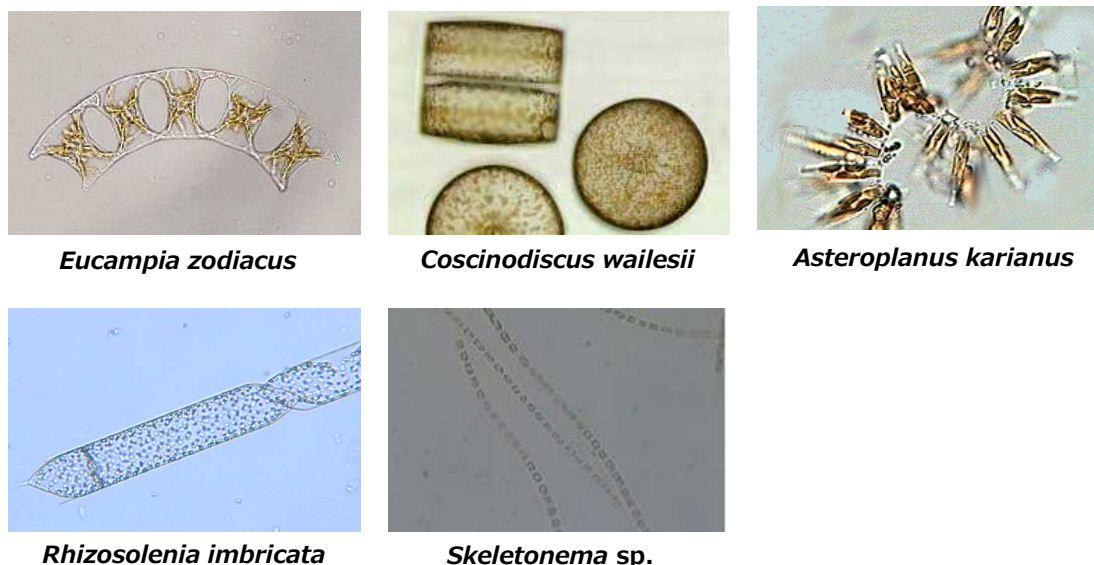 Eucampia zodiacus
Coscinodiscus wailesii
Asteroplanus karianus
Rhizosolenia imbricata
Skeletonema sp.